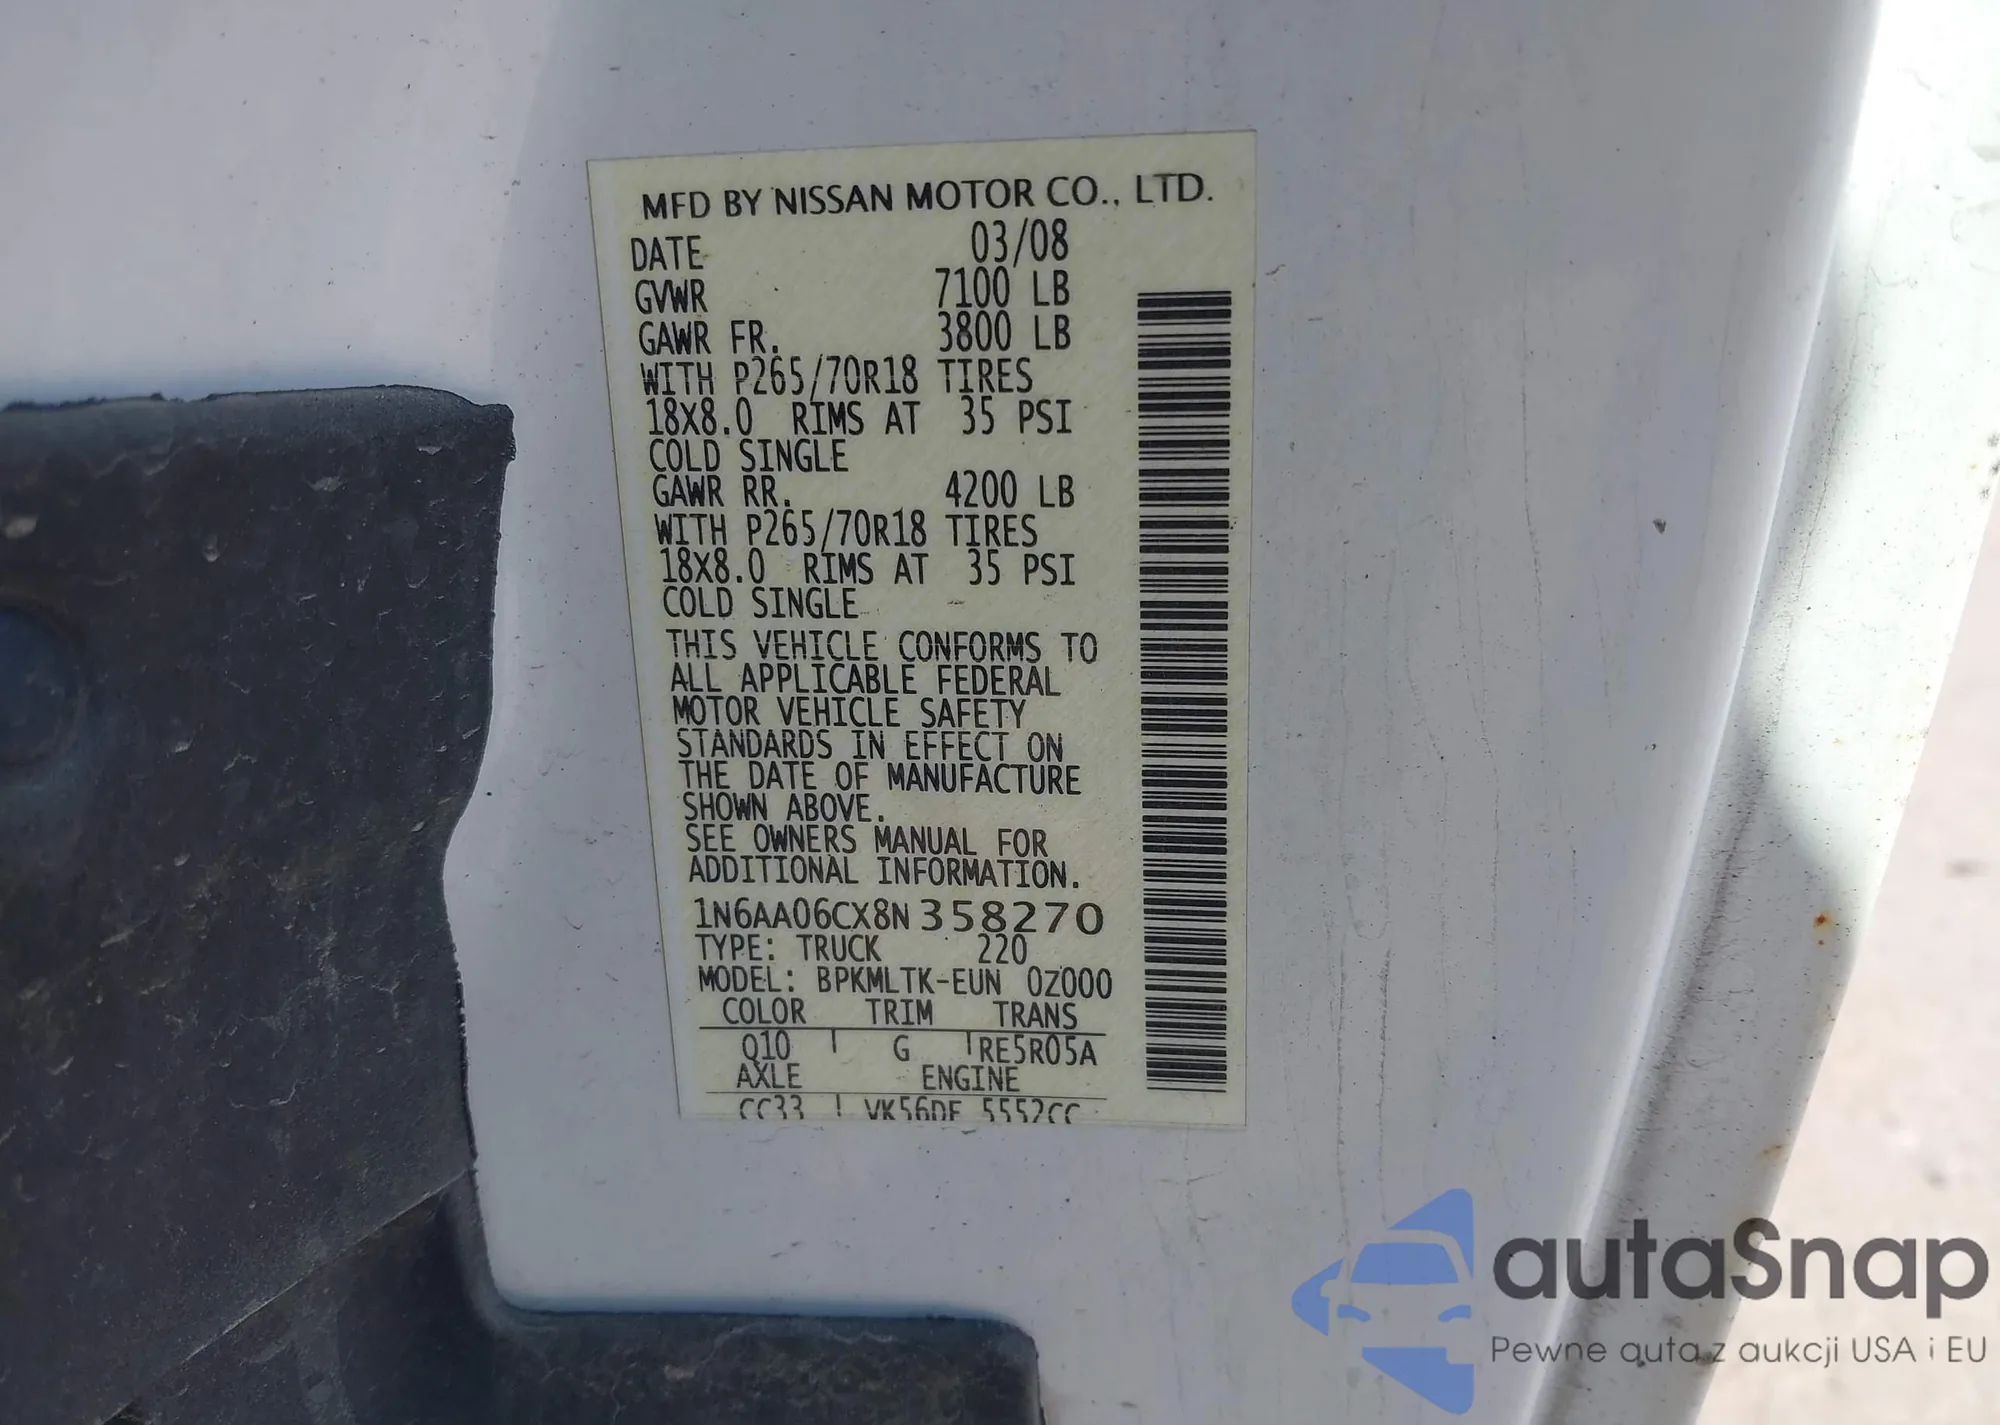 MFD BY NISSAN MOTOR CO., LTD.
DATE 03/08
GVWR 7100 LB
GAWR FR. 3800 LB
WITH P265/70R18 TIRES
18X8.0 RIMS AT 35 PSI
COLD SINGLE
GAWR RR. 4200 LB
WITH P265/70R18 TIRES
18X8.0 RIMS AT 35 PSI
COLD SINGLE
THIS VEHICLE CONFORMS TO
ALL APPLICABLE FEDERAL
MOTOR VEHICLE SAFETY
STANDARDS IN EFFECT ON
THE DATE OF MANUFACTURE
SHOWN ABOVE.
SEE OWNERS MANUAL FOR
ADDITIONAL INFORMATION.
1N6AA06CX8N358270
TYPE: TRUCK 220
MODEL: BPKMLTK-EUN 0Z000
COLOR TRIM TRANS
Q10 G RE5R05A
AXLE ENGINE
CC33 VK56DE 5552CC
autaSnap
Pewne auta z aukcji USA i EU